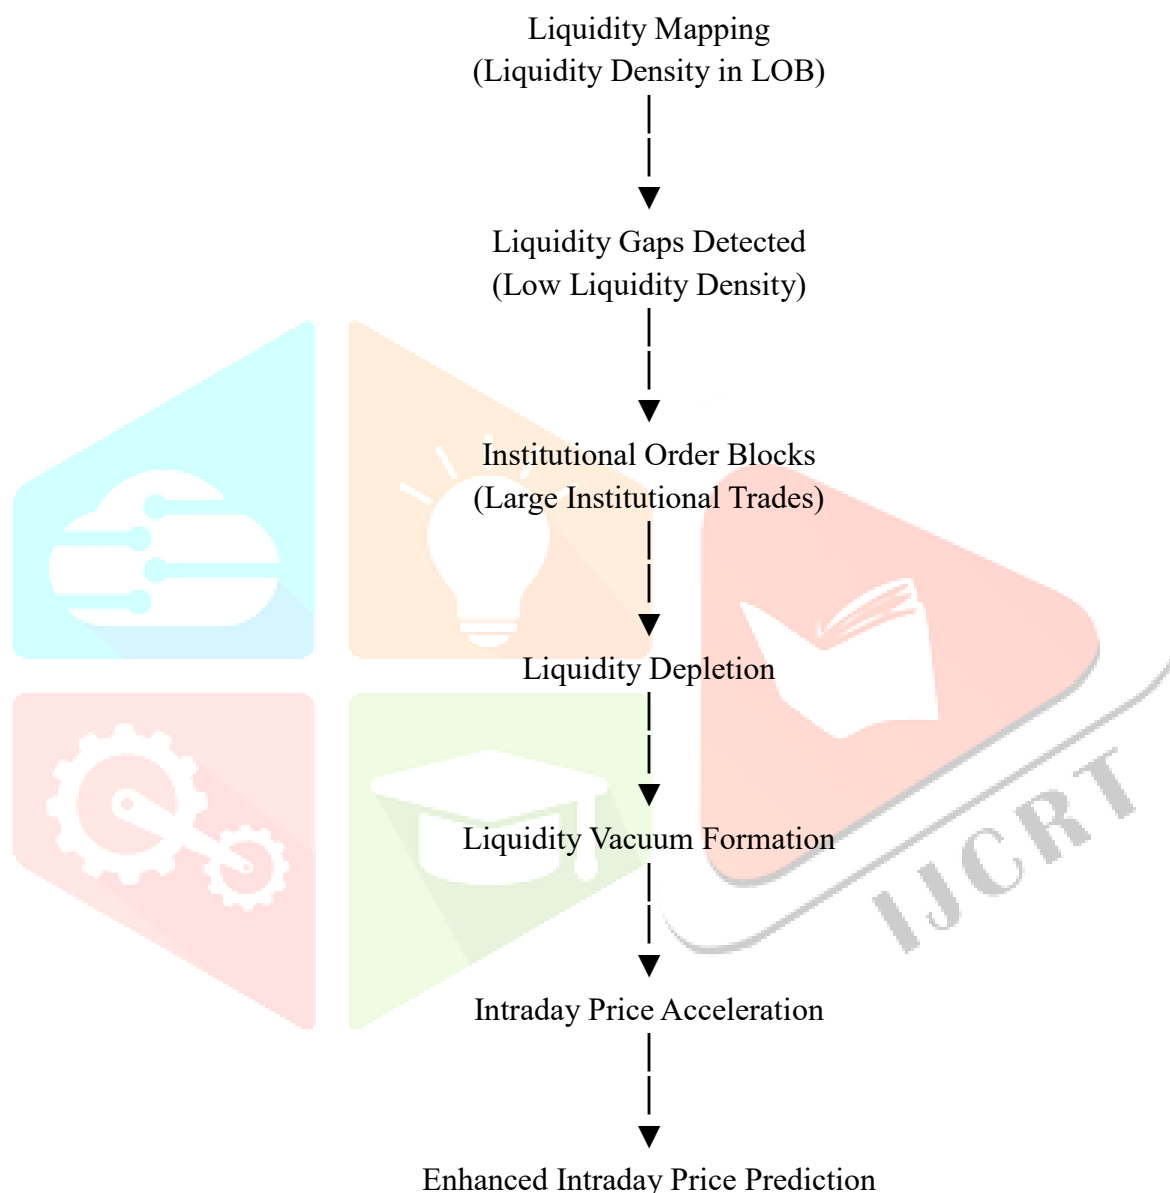 Liquidity Mapping
(Liquidity Density in LOB)
Liquidity Gaps Detected
(Low Liquidity Density)
Institutional Order Blocks
(Large Institutional Trades)
Liquidity Depletion
Liquidity Vacuum Formation
IJCRT
Intraday Price Acceleration
Enhanced Intraday Price Prediction